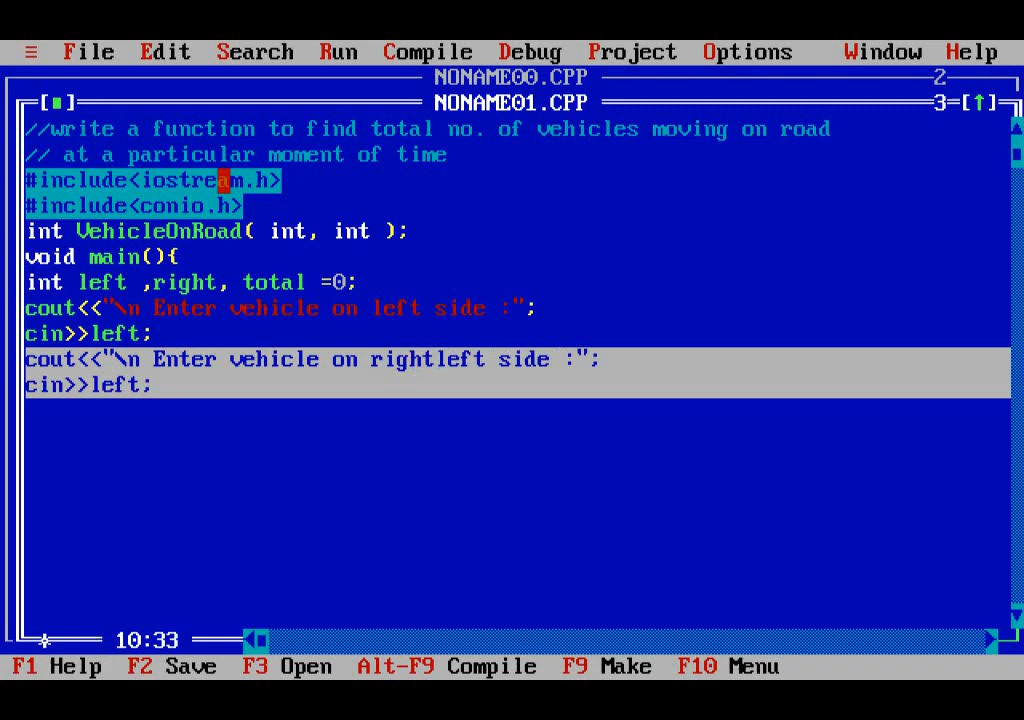 ≡ File Edit Search Run Compile Debug Project Options Window Help
NONAME00.CPP 2
[■] NONAME01.CPP 3=[↑]
//write a function to find total no. of vehicles moving on road
// at a particular moment of time
#include<iostream.h>
#include<conio.h>
int VehicleOnRoad( int, int );
void main(){
int left ,right, total =0;
cout<<"\n Enter vehicle on left side :";
cin>>left;
cout<<"\n Enter vehicle on rightleft side :";
cin>>left;
10:33
F1 Help F2 Save F3 Open Alt-F9 Compile F9 Make F10 Menu